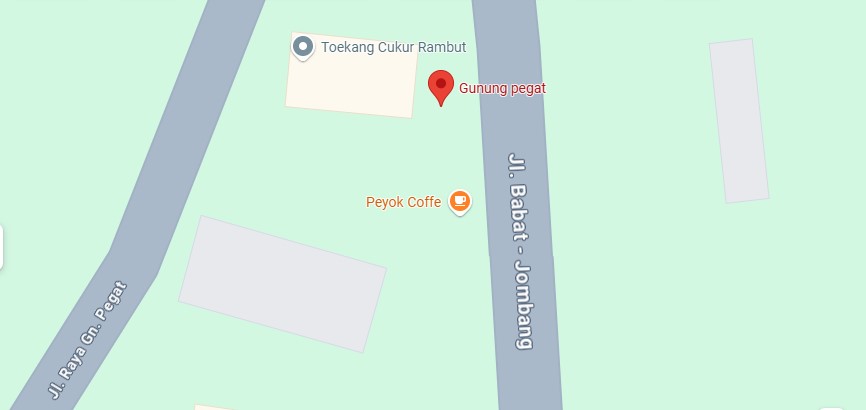 Toekang Cukur Rambut
Gunung pegat
Peyok Coffe
Jl. Babat - Jombang
Jl. Raya Gn. Pegat